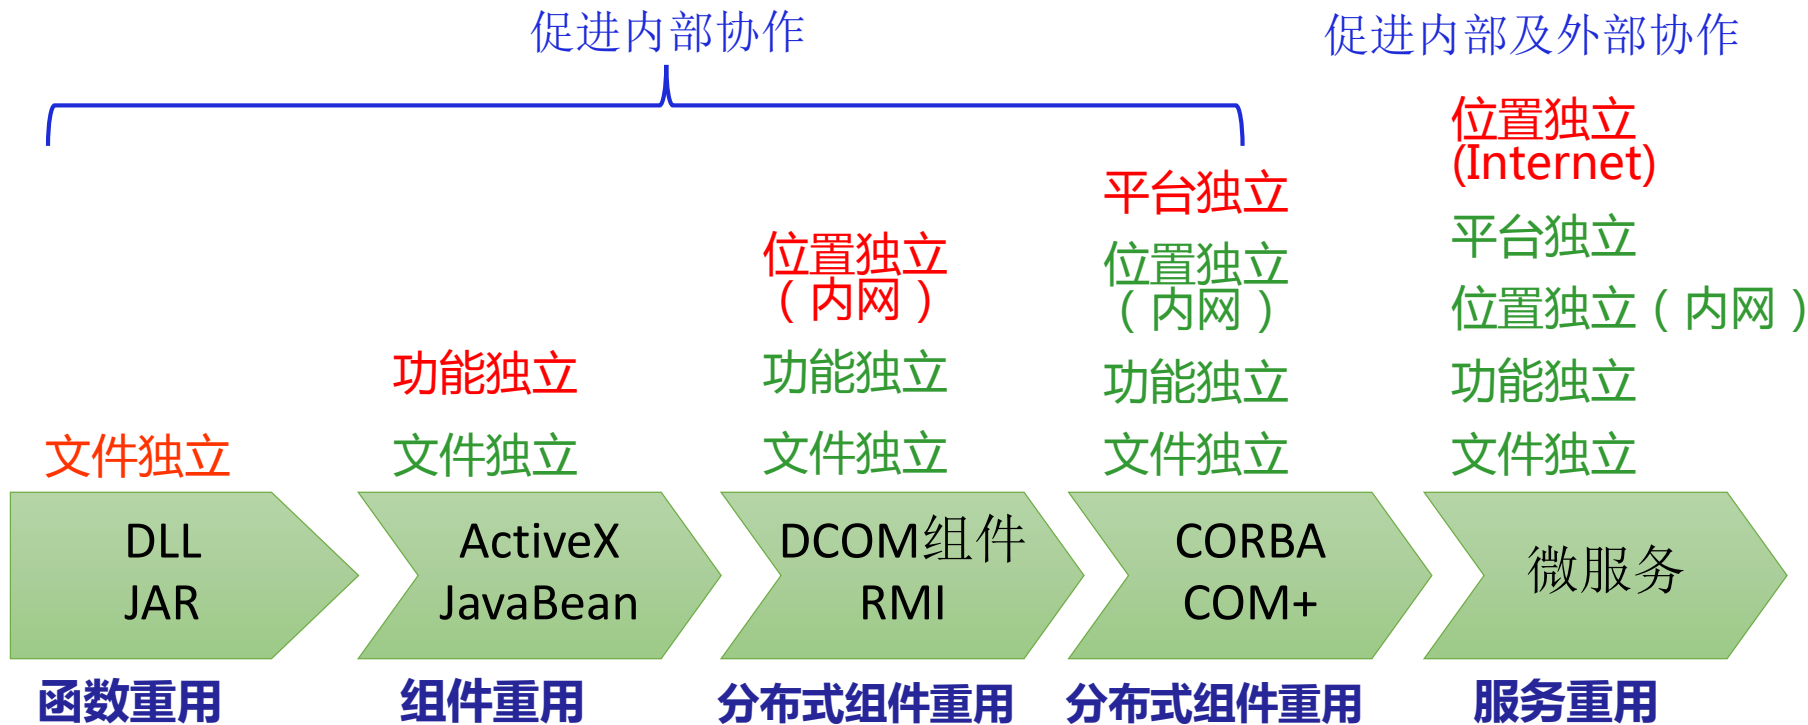 促进内部协作
促进内部及外部协作
文件独立
DLL
JAR
函数重用
功能独立
文件独立
ActiveX
JavaBean
组件重用
位置独立
（内网）
功能独立
文件独立
DCOM组件
RMI
分布式组件重用
平台独立
位置独立
（内网）
功能独立
文件独立
CORBA
COM+
分布式组件重用
位置独立
(Internet)
平台独立
位置独立（内网）
功能独立
文件独立
微服务
服务重用